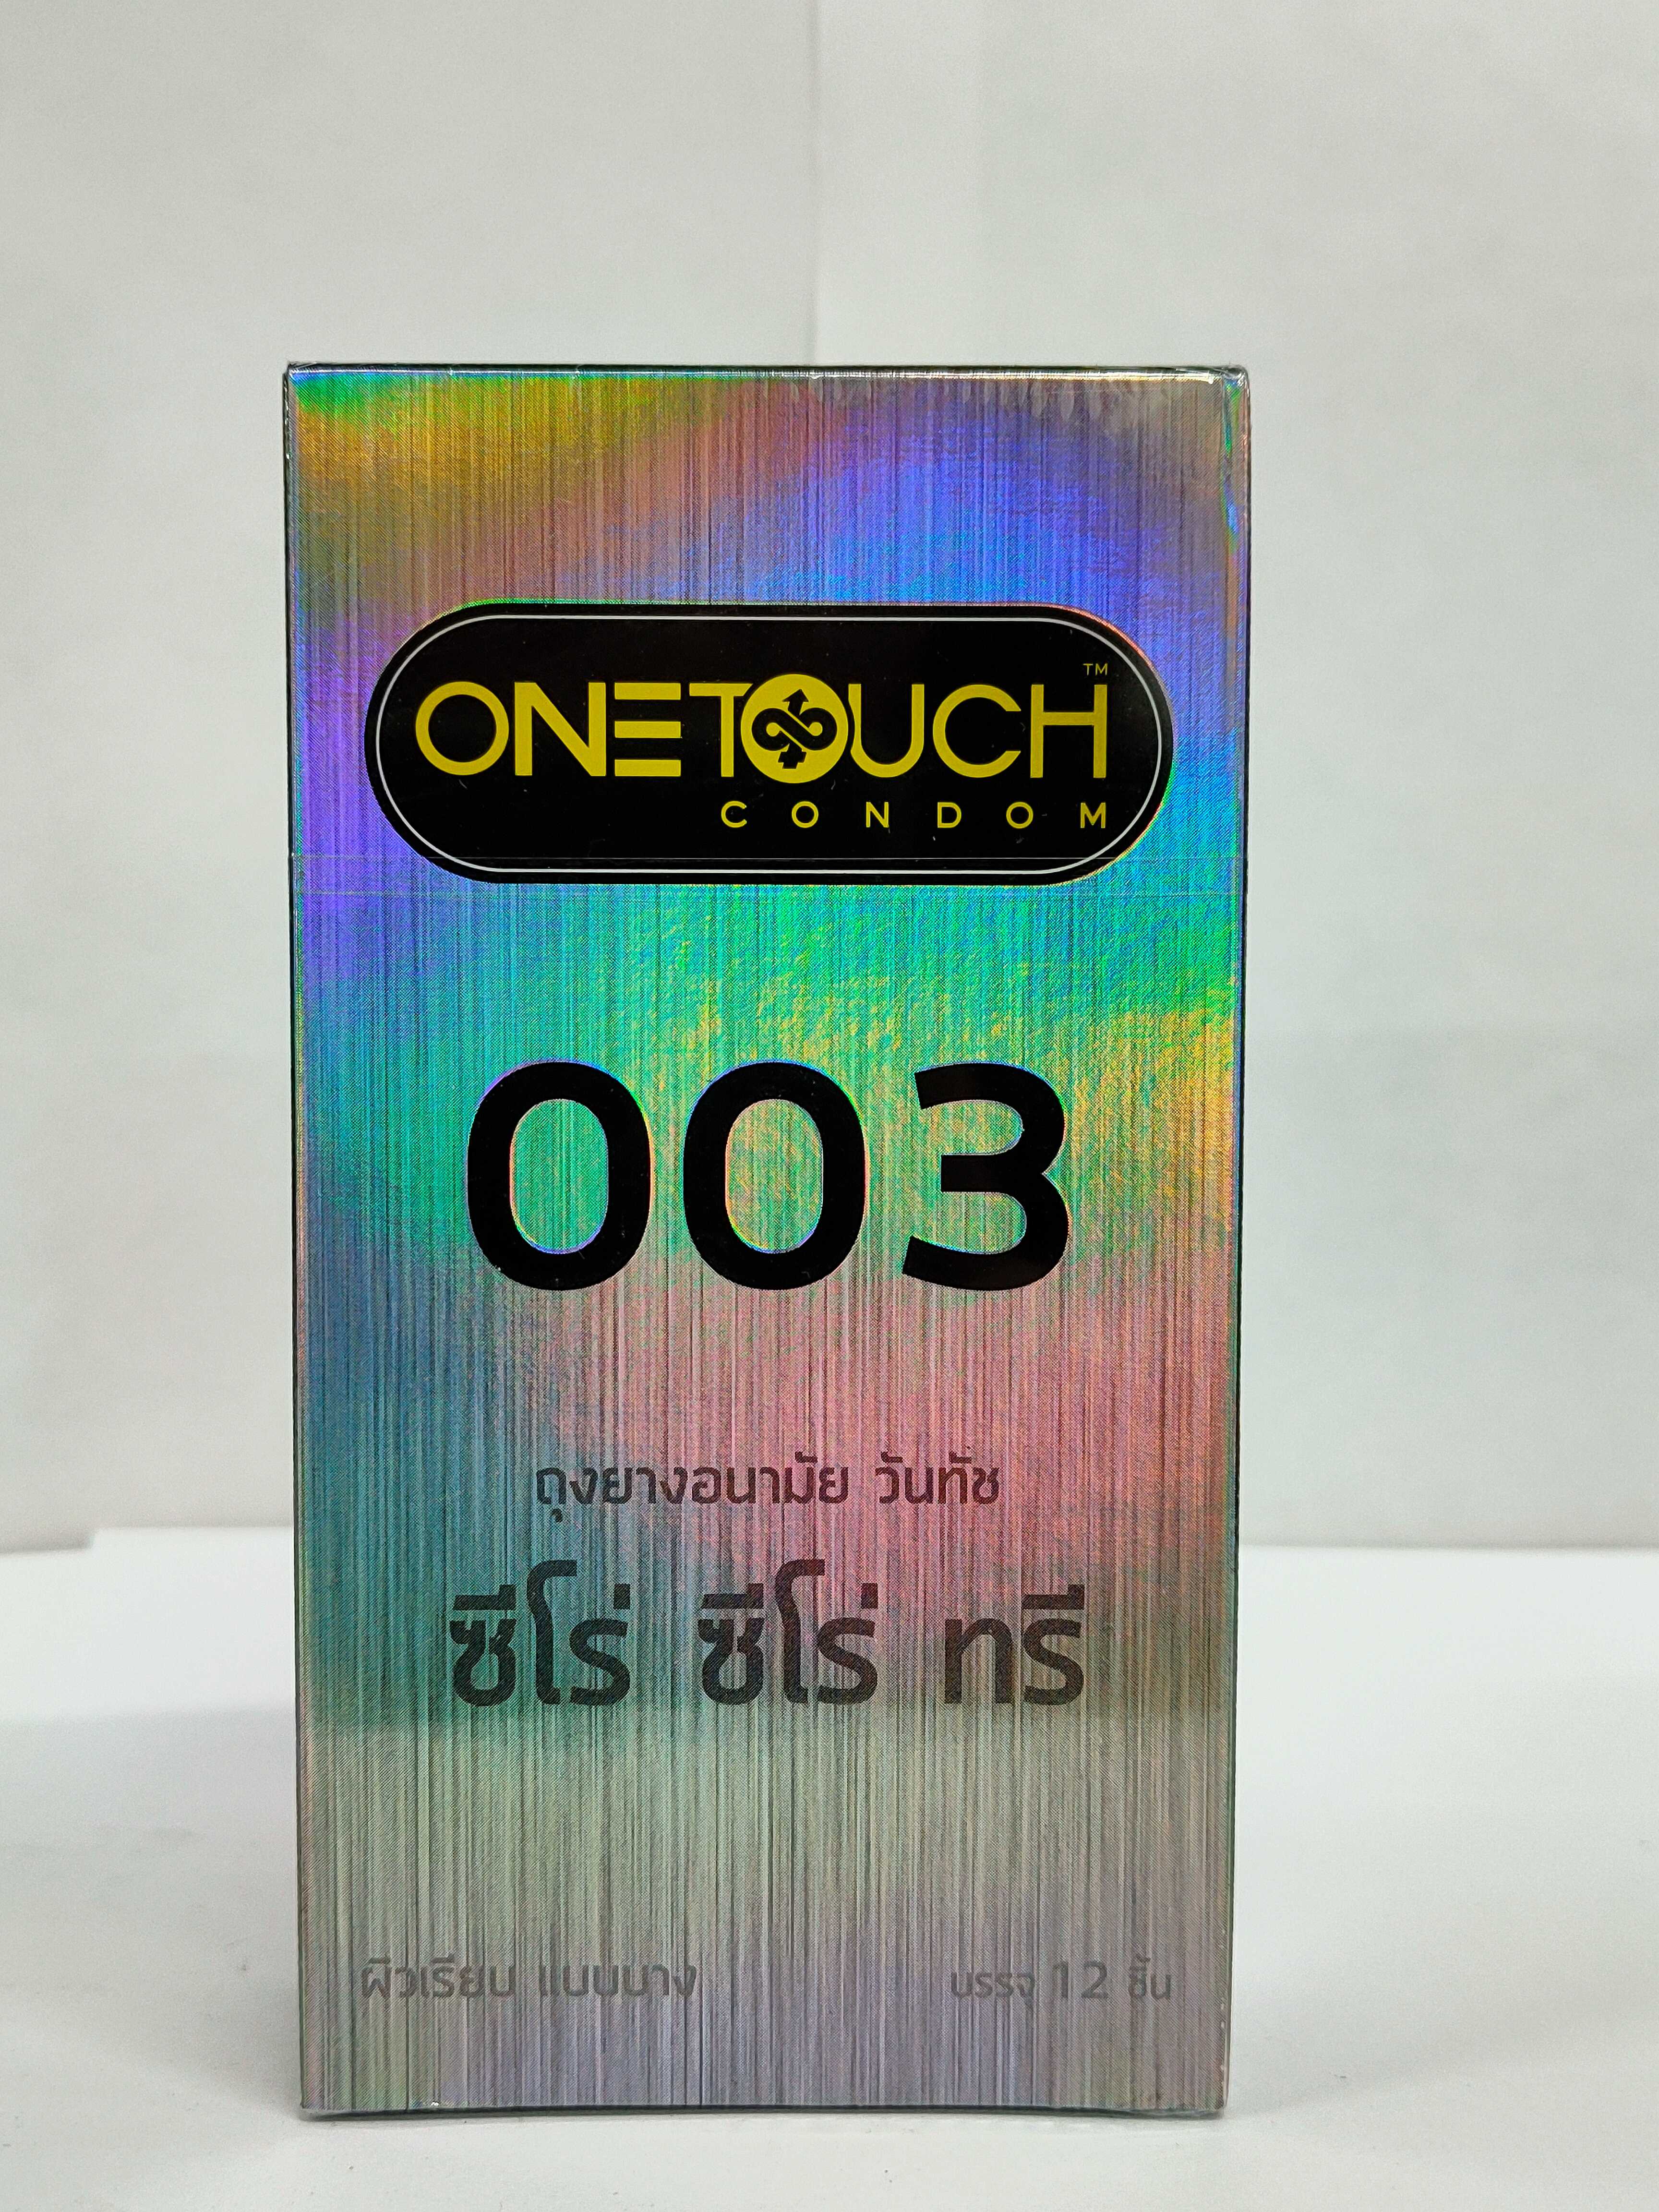 ONETOUCH™
CONDOM
003
ถุงยางอนามัย วันทัช
ซีโร่ ซีโร่ ทรี
ผิวเรียบ แบบบาง บรรจุ 12 ชิ้น